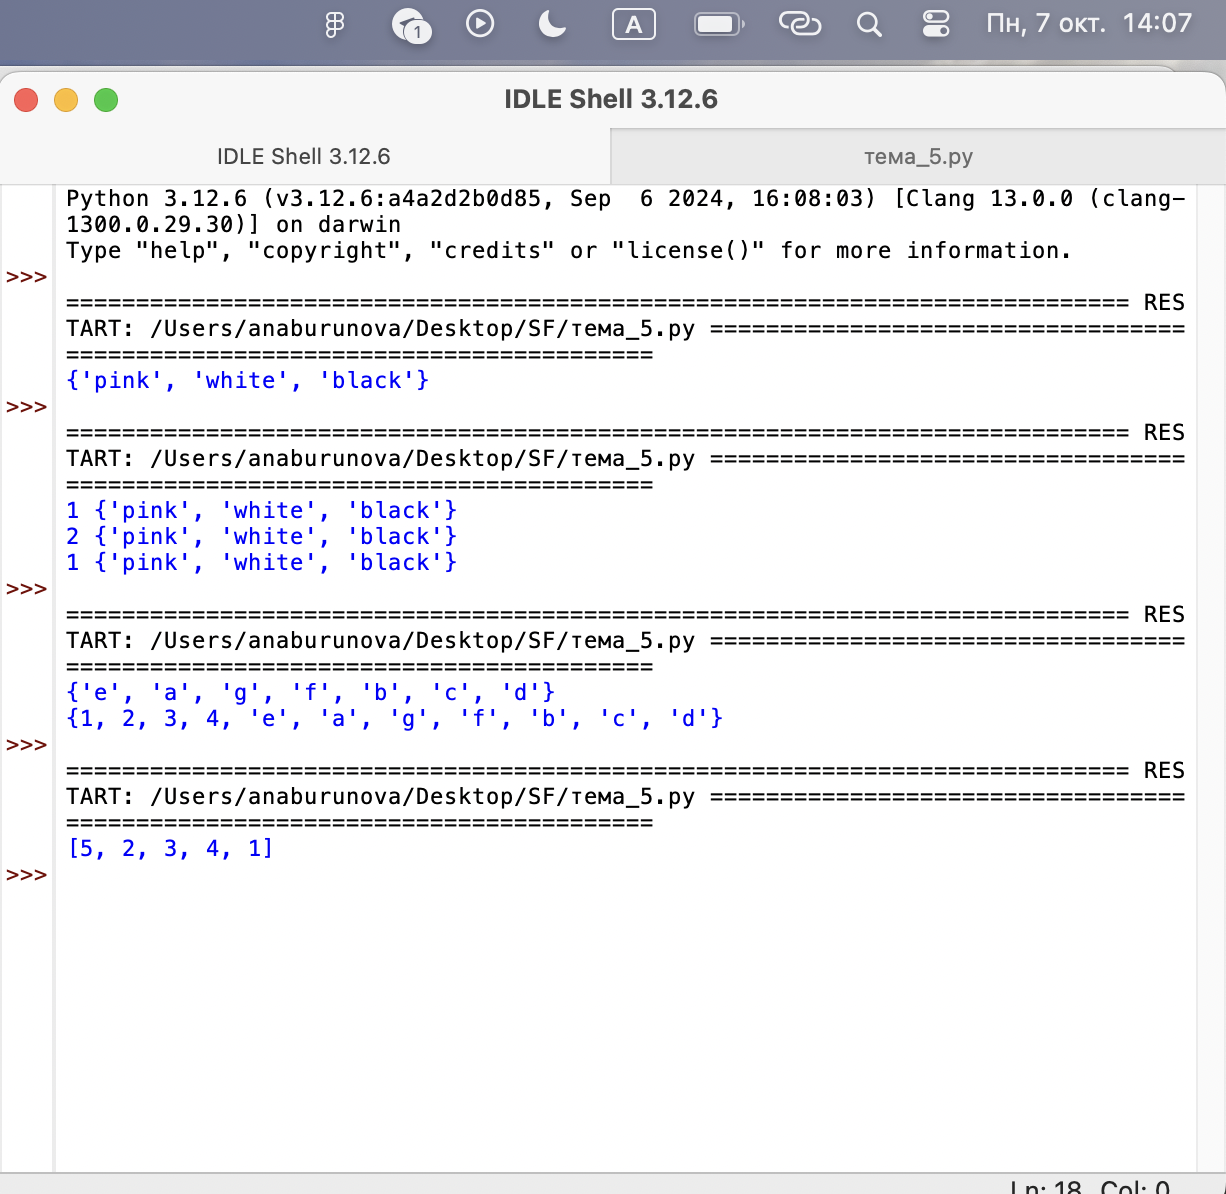 1 A Пн, 7 окт. 14:07
IDLE Shell 3.12.6
IDLE Shell 3.12.6 тема_5.py
Python 3.12.6 (v3.12.6:a4a2d2b0d85, Sep  6 2024, 16:08:03) [Clang 13.0.0 (clang-
1300.0.29.30)] on darwin
Type "help", "copyright", "credits" or "license()" for more information.
>>>
============================================================================ RES
TART: /Users/anaburunova/Desktop/SF/тема_5.py ==================================
==========================================
{'pink', 'white', 'black'}
>>>
============================================================================ RES
TART: /Users/anaburunova/Desktop/SF/тема_5.py ==================================
==========================================
1 {'pink', 'white', 'black'}
2 {'pink', 'white', 'black'}
1 {'pink', 'white', 'black'}
>>>
============================================================================ RES
TART: /Users/anaburunova/Desktop/SF/тема_5.py ==================================
==========================================
{'e', 'a', 'g', 'f', 'b', 'c', 'd'}
{1, 2, 3, 4, 'e', 'a', 'g', 'f', 'b', 'c', 'd'}
>>>
============================================================================ RES
TART: /Users/anaburunova/Desktop/SF/тема_5.py ==================================
==========================================
[5, 2, 3, 4, 1]
>>>
Ln: 18 Col: 0